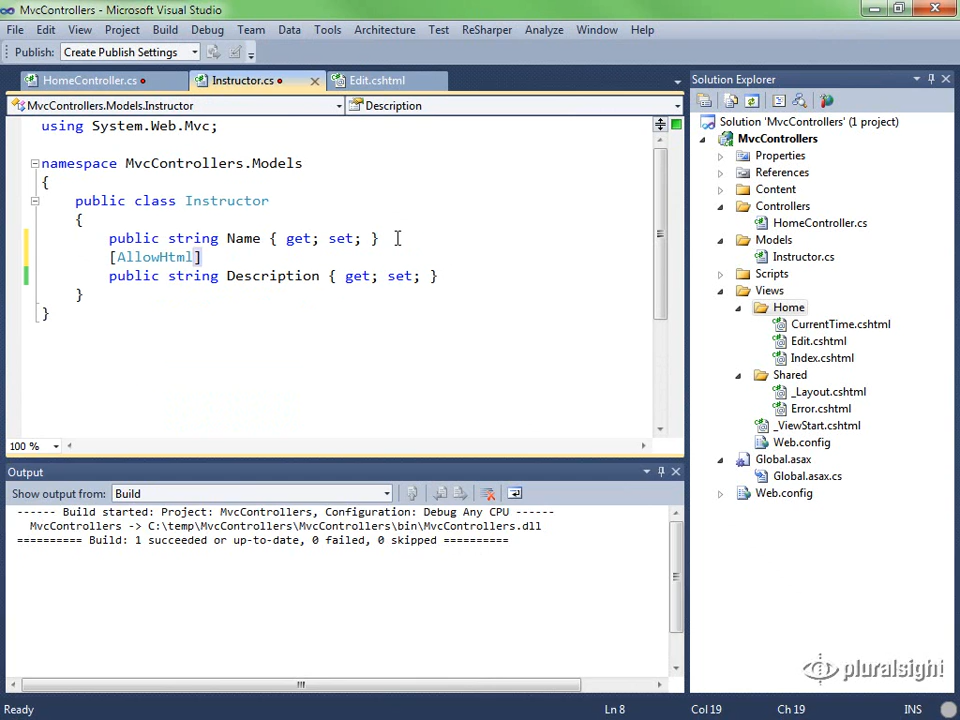 MvcControllers - Microsoft Visual Studio
File Edit View Project Build Debug Team Data Tools Architecture Test ReSharper Analyze Window Help
Publish: Create Publish Settings
HomeController.cs Instructor.cs Edit.cshtml
MvcControllers.Models.Instructor Description
using System.Web.Mvc;
namespace MvcControllers.Models
{
public class Instructor
{
public string Name { get; set; }
[AllowHtml]
public string Description { get; set; }
}
}
100 %
Output
Show output from: Build
------ Build started: Project: MvcControllers, Configuration: Debug Any CPU ------
MvcControllers -> C:\temp\MvcControllers\MvcControllers\bin\MvcControllers.dll
========== Build: 1 succeeded or up-to-date, 0 failed, 0 skipped ==========
Solution Explorer
Solution 'MvcControllers' (1 project)
MvcControllers
Properties
References
Content
Controllers
HomeController.cs
Models
Instructor.cs
Scripts
Views
Home
CurrentTime.cshtml
Edit.cshtml
Index.cshtml
Shared
_Layout.cshtml
Error.cshtml
_ViewStart.cshtml
Web.config
Global.asax
Global.asax.cs
Web.config
pluralsight
Ready Ln 8 Col 19 Ch 19 INS